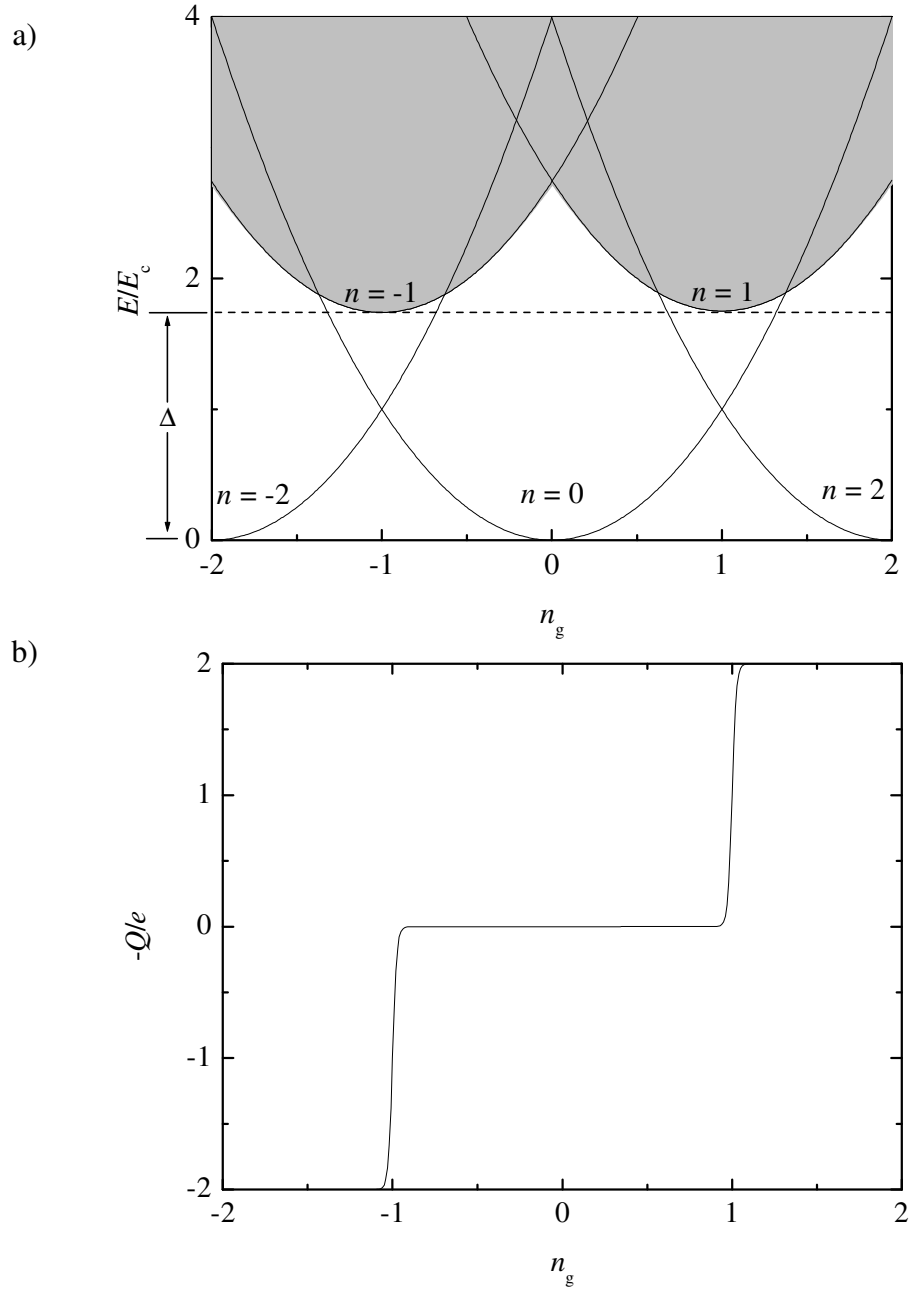 a)
4
2
0
E/E_c
Δ
n = -1
n = 1
n = -2
n = 0
n = 2
-2 -1 0 1 2
n_g
b)
2
1
0
-1
-2
-Q/e
-2 -1 0 1 2
n_g